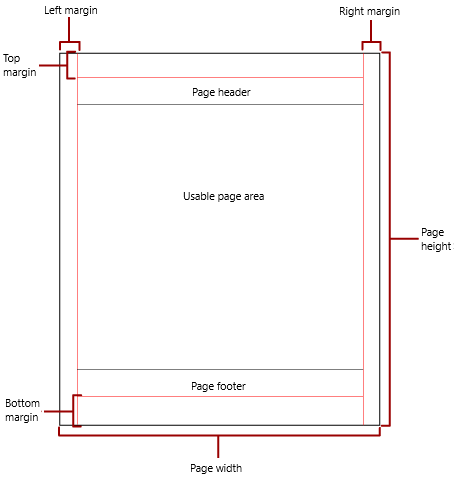 Left margin
Right margin
Top
margin
Page header
Usable page area
Page
height
Page footer
Bottom
margin
Page width